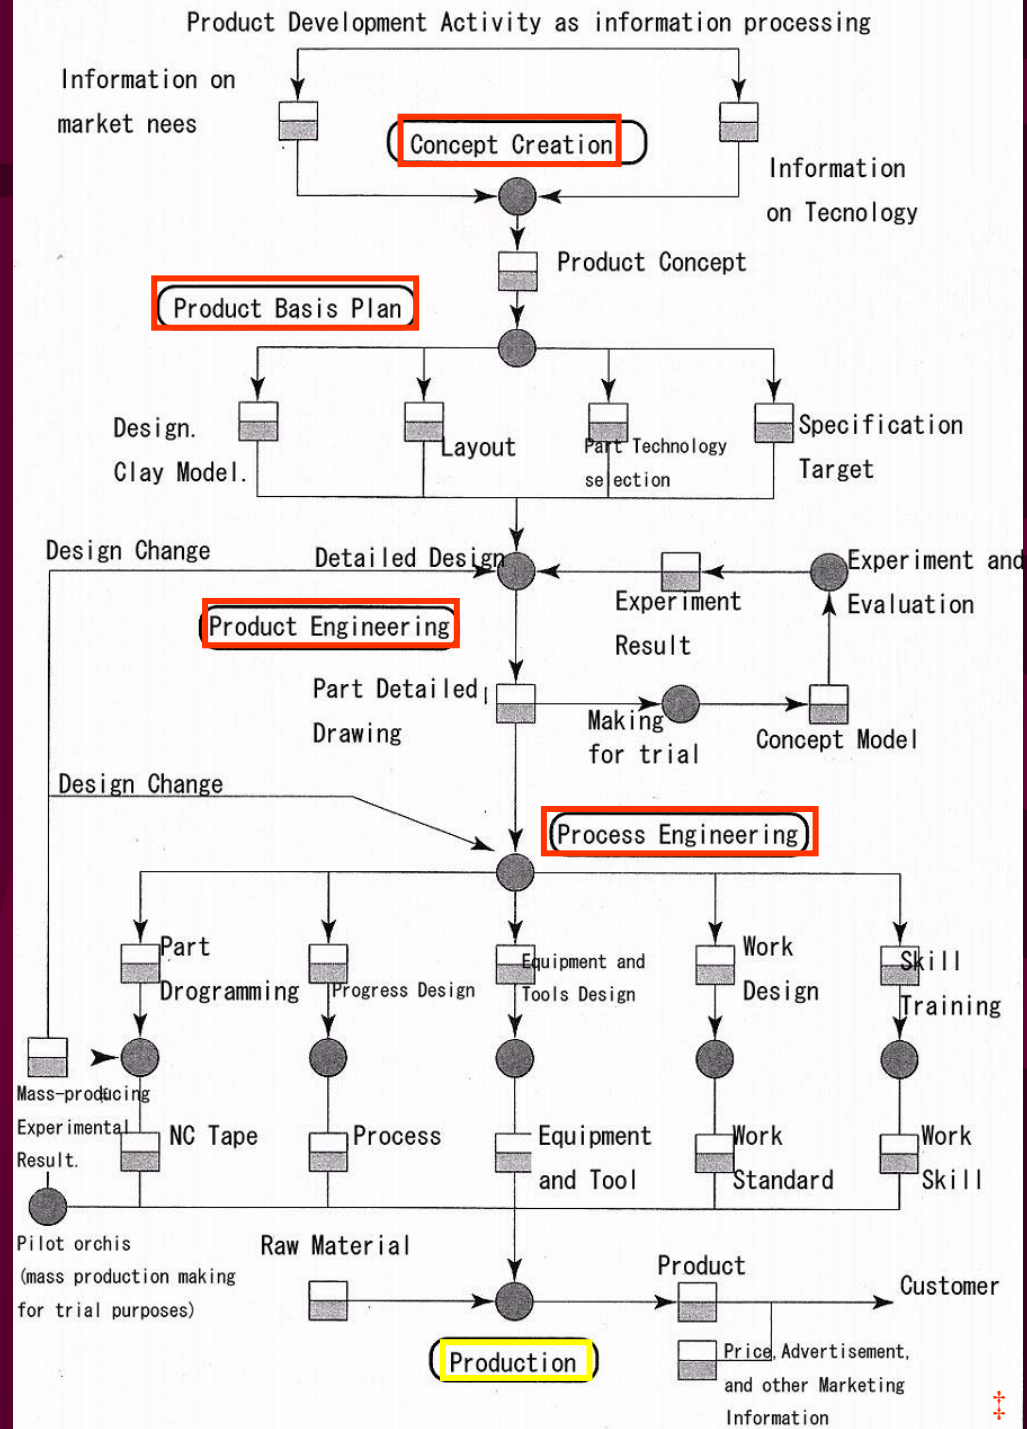 Product Development Activity as information processing
Information on
market nees
Concept Creation
Information
on Tecnology
Product Concept
Product Basis Plan
Design.
Clay Model.
Layout
Part Technology
selection
Specification
Target
Design Change
Detailed Design
Experiment and
Evaluation
Experiment
Result
Product Engineering
Part Detailed
Drawing
Making
for trial
Concept Model
Design Change
Process Engineering
Part
Drogramming
Progress Design
Equipment and
Tools Design
Work
Design
Skill
Training
Mass-producing
Experimental
Result.
NC Tape
Process
Equipment
and Tool
Work
Standard
Work
Skill
Pilot orchis
(mass production making
for trial purposes)
Raw Material
Product
Customer
Production
Price, Advertisement,
and other Marketing
Information